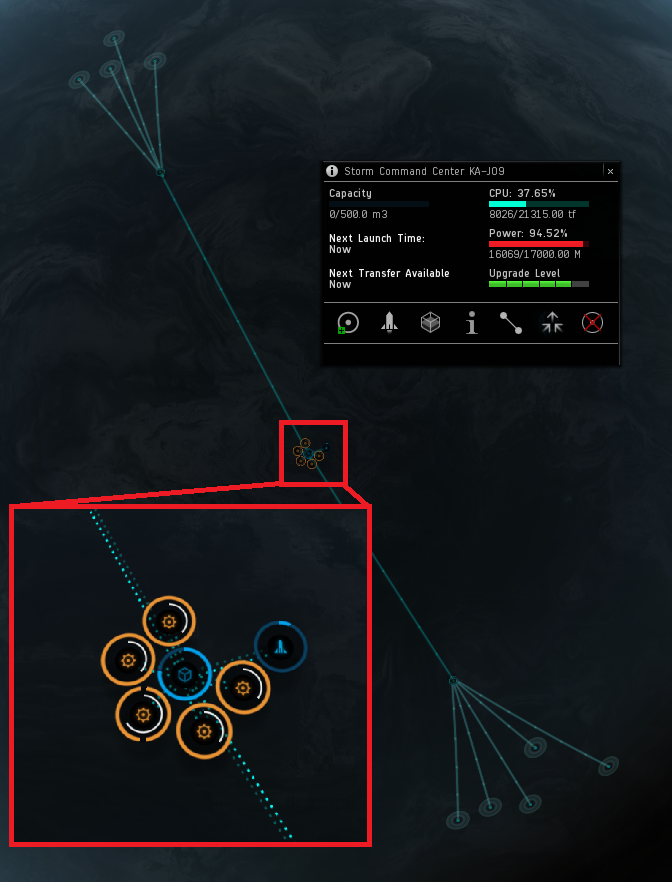 Storm Command Center KA-J09
Capacity
0/500.0 m3
Next Launch Time:
Now
Next Transfer Available
Now
CPU: 37.65%
8026/21315.00 tf
Power: 94.52%
16069/17000.00 M
Upgrade Level